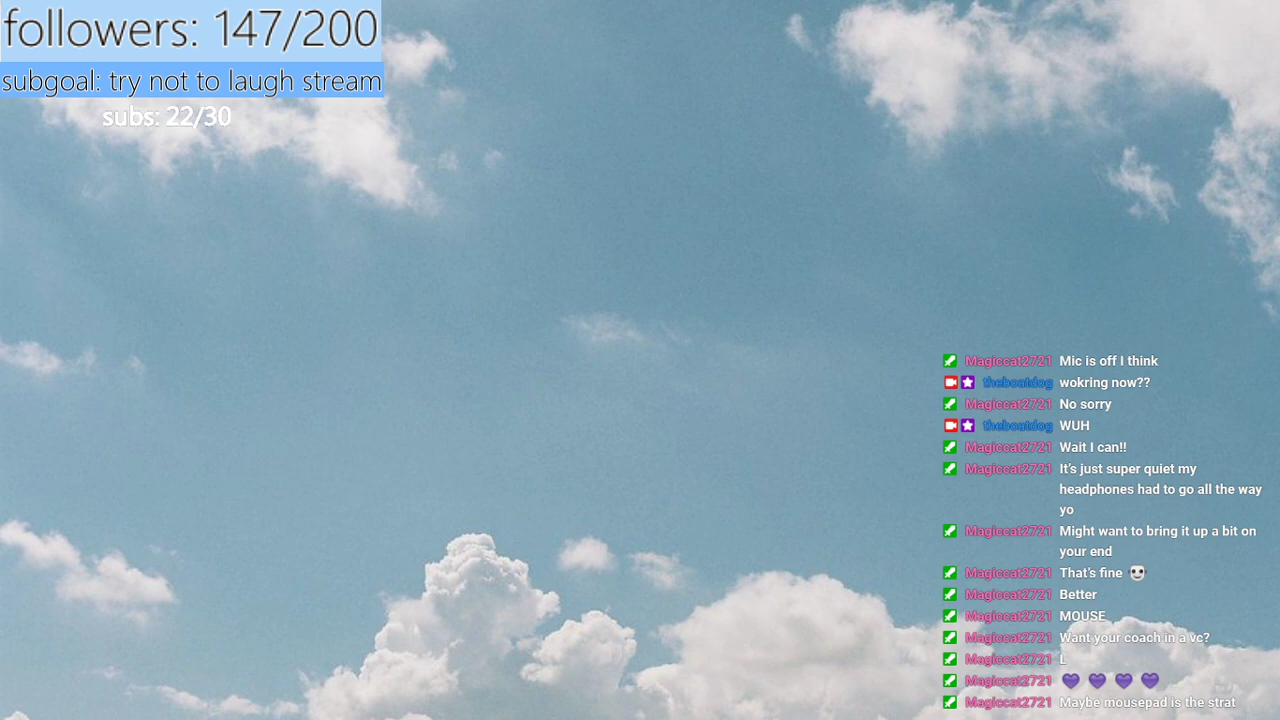 followers: 147/200
subgoal: try not to laugh stream
subs: 22/30
Magiccat2721 Mic is off I think
theboatdog wokring now??
Magiccat2721 No sorry
theboatdog WUH
Magiccat2721 Wait I can!!
Magiccat2721 It's just super quiet my
headphones had to go all the way
yo
Magiccat2721 Might want to bring it up a bit on
your end
Magiccat2721 That's fine
Magiccat2721 Better
Magiccat2721 MOUSE
Magiccat2721 Want your coach in a vc?
Magiccat2721 L
Magiccat2721 💜 💜 💜 💜
Magiccat2721 Maybe mousepad is the strat